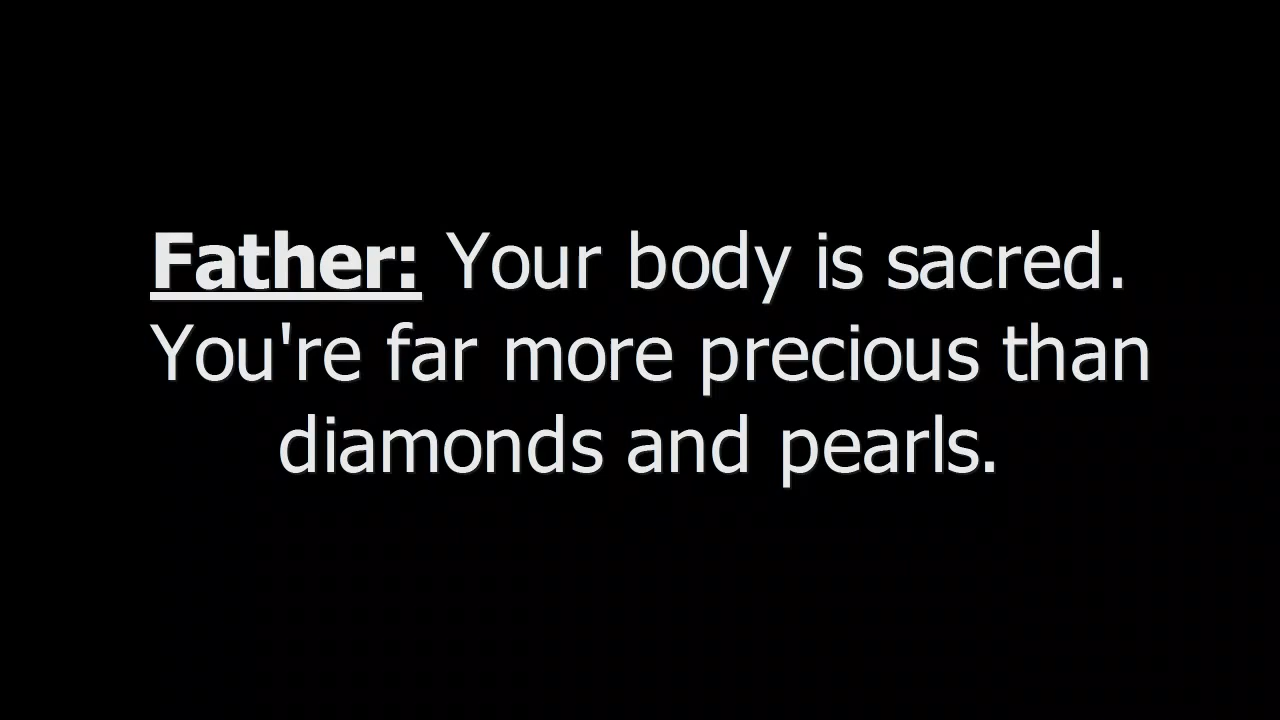 Father: Your body is sacred.
You're far more precious than
diamonds and pearls.